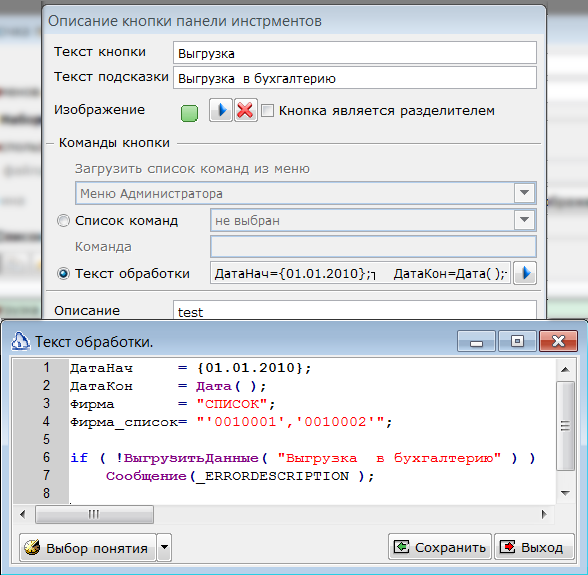 Описание кнопки панели инстрментов
Текст кнопки Выгрузка
Текст подсказки Выгрузка в бухгалтерию
Изображение Кнопка является разделителем
Команды кнопки
Загрузить список команд из меню
Меню Администратора
Список команд не выбран
Команда
Текст обработки ДатаНач={01.01.2010};┐ ДатаКон=Дата( );
Описание test
Текст обработки.
1 ДатаНач = {01.01.2010};
2 ДатаКон = Дата( );
3 Фирма = "СПИСОК";
4 Фирма_список= "'0010001','0010002'";
5
6 if ( !ВыгрузитьДанные( "Выгрузка в бухгалтерию" ) )
7 Сообщение(_ERRORDESCRIPTION );
8
Выбор понятия Сохранить Выход